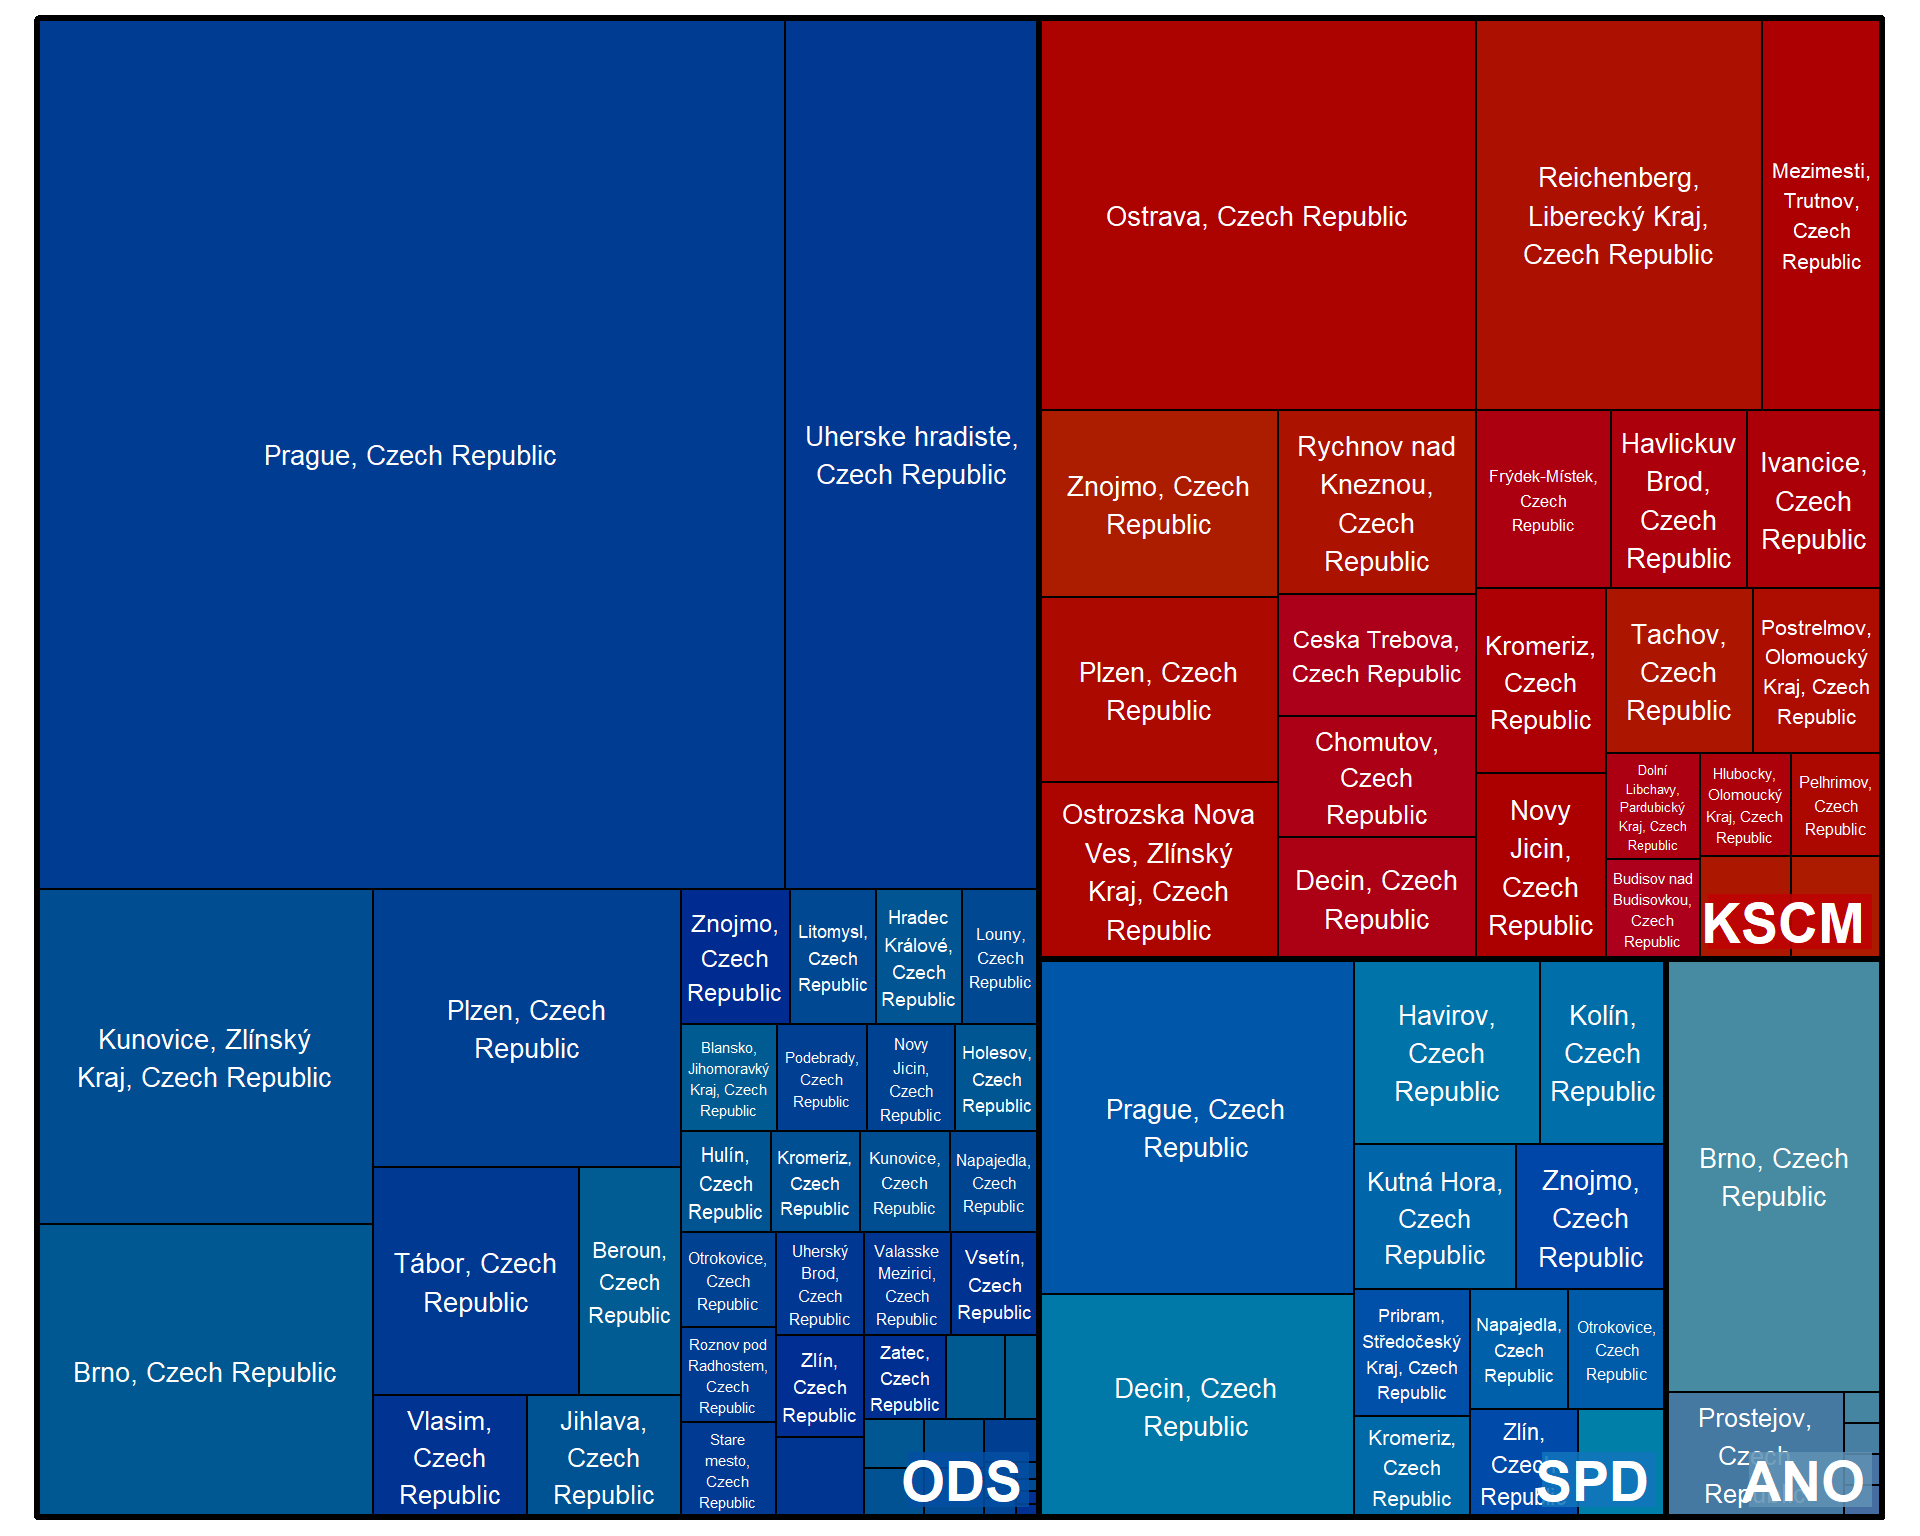 Prague, Czech Republic
Uherske hradiste,
Czech Republic
Kunovice, Zlínský
Kraj, Czech Republic
Brno, Czech Republic
Plzen, Czech
Republic
Tábor, Czech
Republic
Beroun,
Czech
Republic
Vlasim,
Czech
Republic
Jihlava,
Czech
Republic
Znojmo,
Czech
Republic
Litomysl,
Czech
Republic
Hradec
Králové,
Czech
Republic
Louny,
Czech
Republic
Blansko,
Jihomoravký
Kraj, Czech
Republic
Podebrady,
Czech
Republic
Novy
Jicin,
Czech
Republic
Holesov,
Czech
Republic
Hulín,
Czech
Republic
Kromeriz,
Czech
Republic
Kunovice,
Czech
Republic
Napajedla,
Czech
Republic
Otrokovice,
Czech
Republic
Uherský
Brod,
Czech
Republic
Valasske
Mezirici,
Czech
Republic
Vsetín,
Czech
Republic
Roznov pod
Radhostem,
Czech
Republic
Zlín,
Czech
Republic
Zatec,
Czech
Republic
Stare
mesto,
Czech
Republic
ODS
Ostrava, Czech Republic
Reichenberg,
Liberecký Kraj,
Czech Republic
Mezimesti,
Trutnov,
Czech
Republic
Znojmo, Czech
Republic
Rychnov nad
Kneznou,
Czech
Republic
Frýdek-Místek,
Czech
Republic
Havlickuv
Brod,
Czech
Republic
Ivancice,
Czech
Republic
Plzen, Czech
Republic
Ceska Trebova,
Czech Republic
Kromeriz,
Czech
Republic
Tachov,
Czech
Republic
Postrelmov,
Olomoucký
Kraj, Czech
Republic
Chomutov,
Czech
Republic
Ostrozska Nova
Ves, Zlínský
Kraj, Czech
Republic
Decin, Czech
Republic
Novy
Jicin,
Czech
Republic
Dolní
Libchavy,
Pardubický
Kraj, Czech
Republic
Hlubocky,
Olomoucký
Kraj, Czech
Republic
Pelhrimov,
Czech
Republic
Budisov nad
Budisovkou,
Czech
Republic
KSCM
Prague, Czech
Republic
Decin, Czech
Republic
Havirov,
Czech
Republic
Kolín,
Czech
Republic
Kutná Hora,
Czech
Republic
Znojmo,
Czech
Republic
Pribram,
Středočeský
Kraj, Czech
Republic
Napajedla,
Czech
Republic
Otrokovice,
Czech
Republic
Kromeriz,
Czech
Republic
Zlín,
Czech
Republic
SPD
Brno, Czech
Republic
Prostejov,
Czech
Republic
ANO